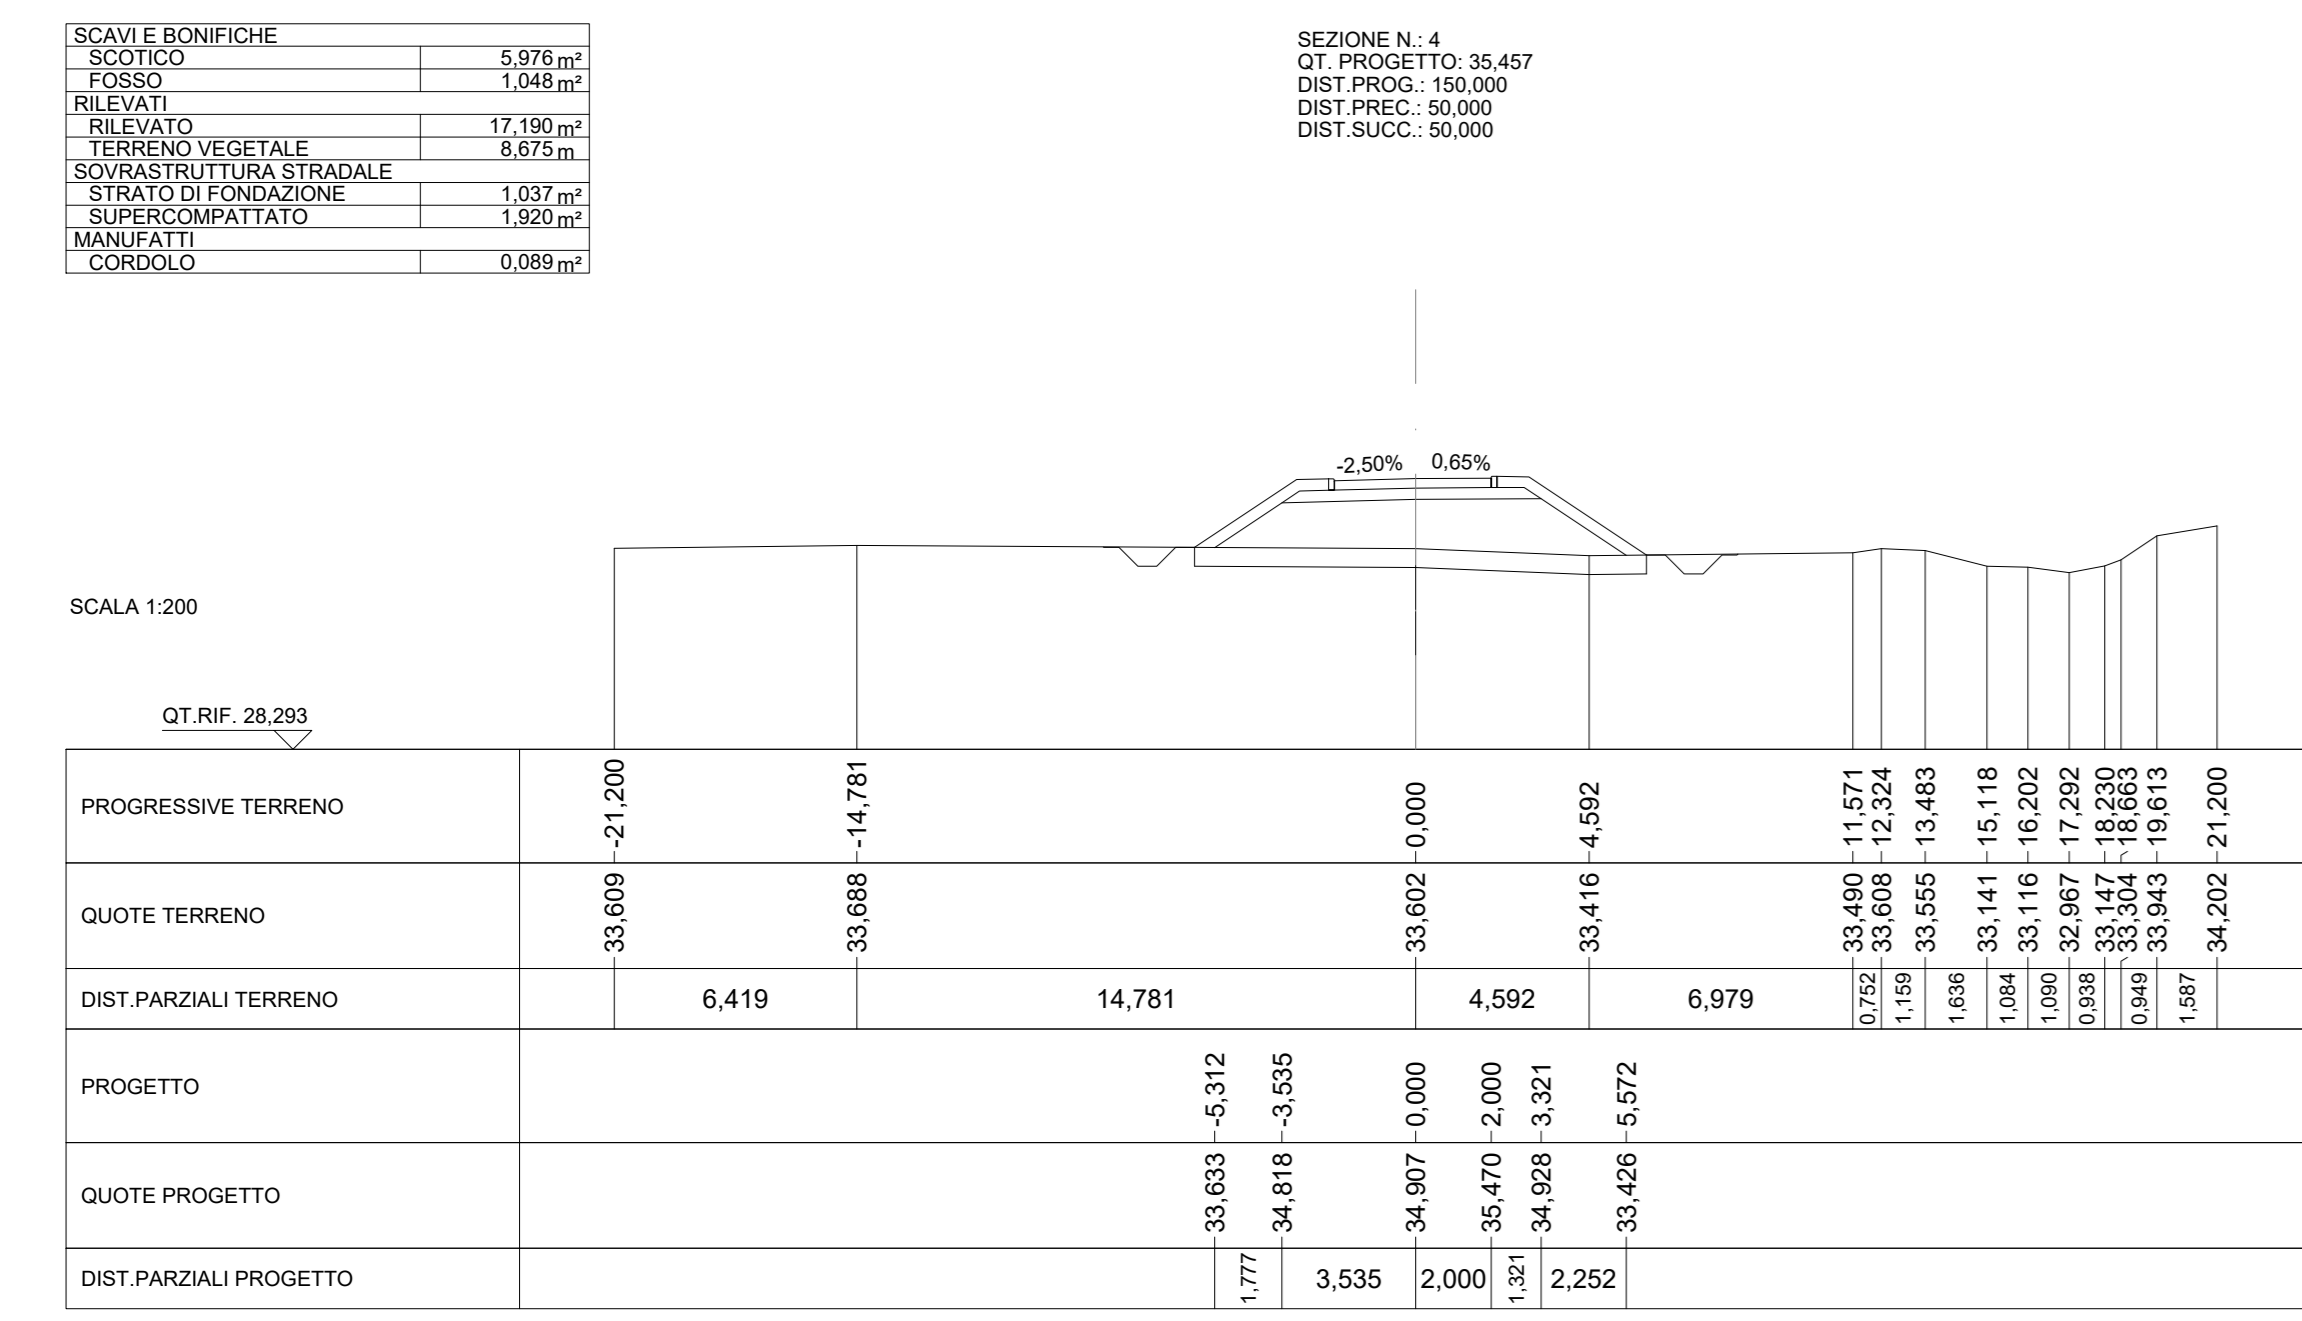 SCAVI E BONIFICHE
SCOTICO 5,976 m²
FOSSO 1,048 m²
RILEVATI
RILEVATO 17,190 m²
TERRENO VEGETALE 8,675 m
SOVRASTRUTTURA STRADALE
STRATO DI FONDAZIONE 1,037 m²
SUPERCOMPATTATO 1,920 m²
MANUFATTI
CORDOLO 0,089 m²
SEZIONE N.: 4
QT. PROGETTO: 35,457
DIST.PROG.: 150,000
DIST.PREC.: 50,000
DIST.SUCC.: 50,000
-2,50% 0,65%
SCALA 1:200
QT.RIF. 28,293
PROGRESSIVE TERRENO -21,200 -14,781 0,000 4,592 11,571 12,324 13,483 15,118 16,202 17,292 18,230 18,663 19,613 21,200
QUOTE TERRENO 33,609 33,688 33,602 33,416 33,490 33,608 33,555 33,141 33,116 32,967 33,147 33,304 33,943 34,202
DIST.PARZIALI TERRENO 6,419 14,781 4,592 6,979 0,752 1,159 1,636 1,084 1,090 0,938 0,949 1,587
PROGETTO -5,312 -3,535 0,000 2,000 3,321 5,572
QUOTE PROGETTO 33,633 34,818 34,907 35,470 34,928 33,426
DIST.PARZIALI PROGETTO 1,777 3,535 2,000 1,321 2,252